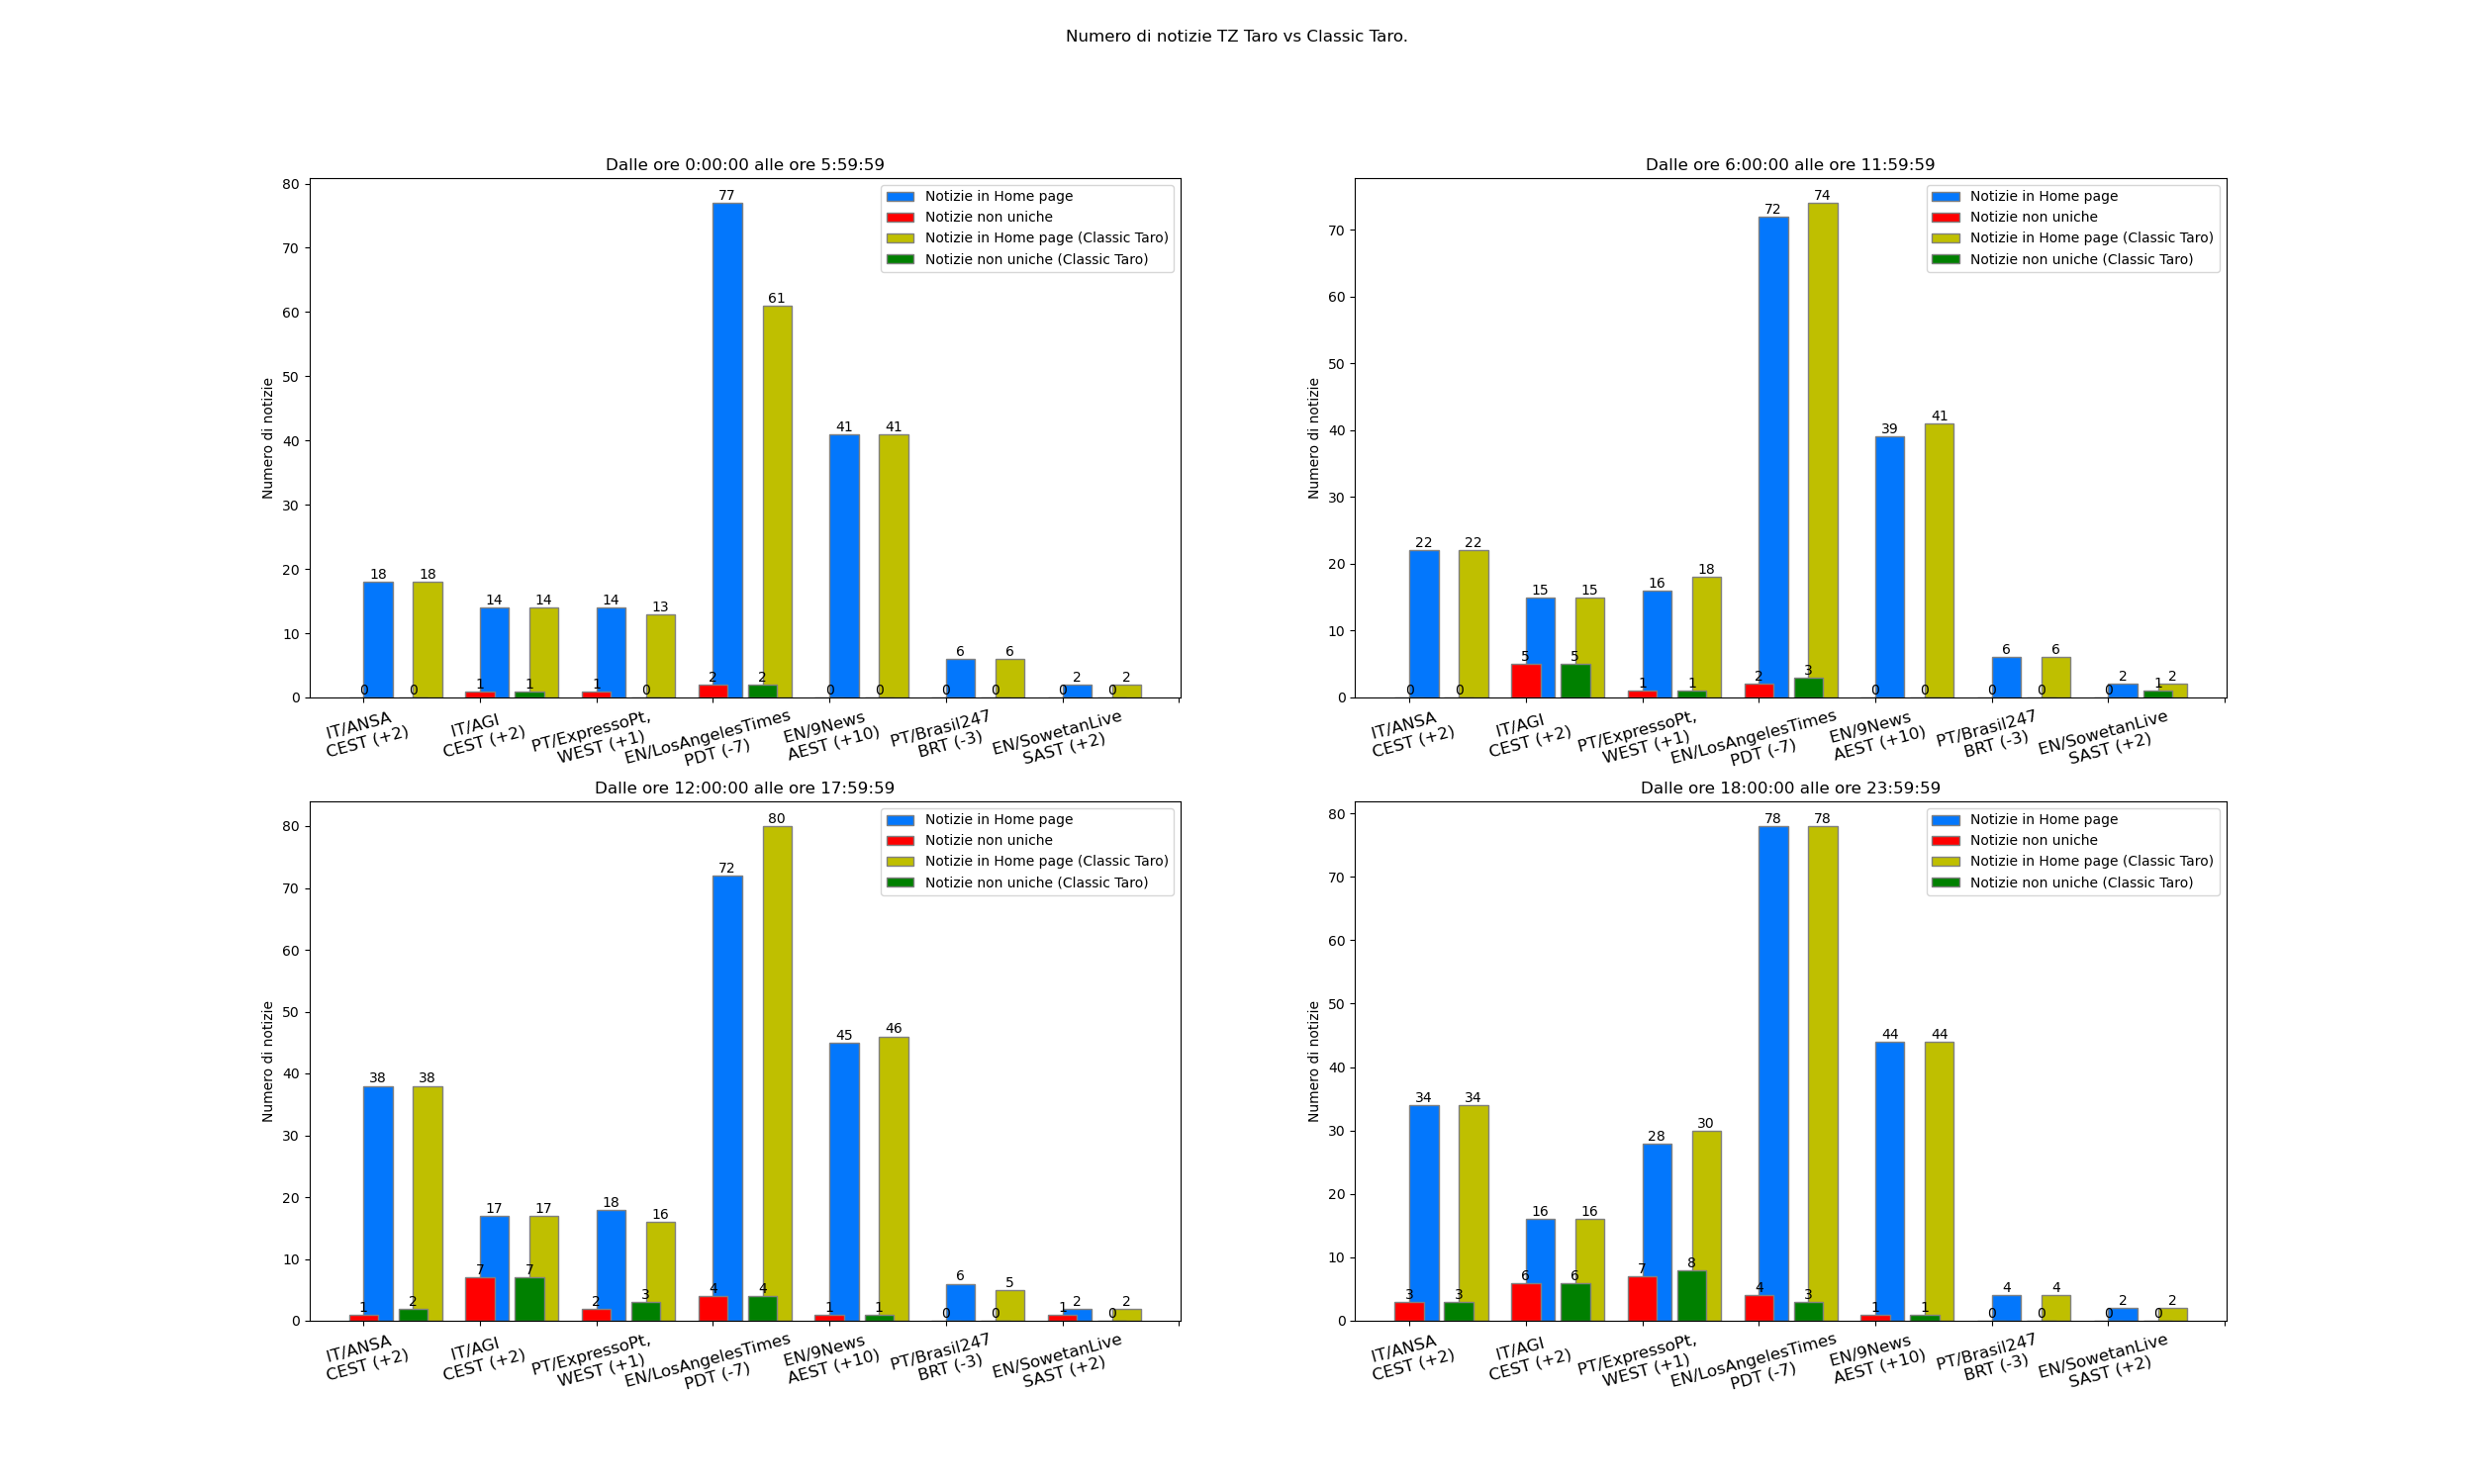 Numero di notizie TZ Taro vs Classic Taro.
Dalle ore 0:00:00 alle ore 5:59:59
Numero di notizie
80
70
60
50
40
30
20
10
0
Notizie in Home page
Notizie non uniche
Notizie in Home page (Classic Taro)
Notizie non uniche (Classic Taro)
0 18 0 18
1 14 1 14
1 14 0 13
2 77 2 61
0 41 0 41
0 6 0 6
0 2 0 2
IT/ANSA
CEST (+2)
IT/AGI
CEST (+2)
PT/ExpressoPt,
WEST (+1)
EN/LosAngelesTimes
PDT (-7)
EN/9News
AEST (+10)
PT/Brasil247
BRT (-3)
EN/SowetanLive
SAST (+2)
Dalle ore 6:00:00 alle ore 11:59:59
Numero di notizie
70
60
50
40
30
20
10
0
Notizie in Home page
Notizie non uniche
Notizie in Home page (Classic Taro)
Notizie non uniche (Classic Taro)
0 22 0 22
5 15 5 15
1 16 1 18
2 72 3 74
0 39 0 41
0 6 0 6
0 2 1 2
IT/ANSA
CEST (+2)
IT/AGI
CEST (+2)
PT/ExpressoPt,
WEST (+1)
EN/LosAngelesTimes
PDT (-7)
EN/9News
AEST (+10)
PT/Brasil247
BRT (-3)
EN/SowetanLive
SAST (+2)
Dalle ore 12:00:00 alle ore 17:59:59
Numero di notizie
80
70
60
50
40
30
20
10
0
Notizie in Home page
Notizie non uniche
Notizie in Home page (Classic Taro)
Notizie non uniche (Classic Taro)
1 38 2 38
7 17 7 17
2 18 3 16
4 72 4 80
1 45 1 46
0 6 0 5
1 2 0 2
IT/ANSA
CEST (+2)
IT/AGI
CEST (+2)
PT/ExpressoPt,
WEST (+1)
EN/LosAngelesTimes
PDT (-7)
EN/9News
AEST (+10)
PT/Brasil247
BRT (-3)
EN/SowetanLive
SAST (+2)
Dalle ore 18:00:00 alle ore 23:59:59
Numero di notizie
80
70
60
50
40
30
20
10
0
Notizie in Home page
Notizie non uniche
Notizie in Home page (Classic Taro)
Notizie non uniche (Classic Taro)
3 34 3 34
6 16 6 16
7 28 8 30
4 78 3 78
1 44 1 44
0 4 0 4
0 2 0 2
IT/ANSA
CEST (+2)
IT/AGI
CEST (+2)
PT/ExpressoPt,
WEST (+1)
EN/LosAngelesTimes
PDT (-7)
EN/9News
AEST (+10)
PT/Brasil247
BRT (-3)
EN/SowetanLive
SAST (+2)